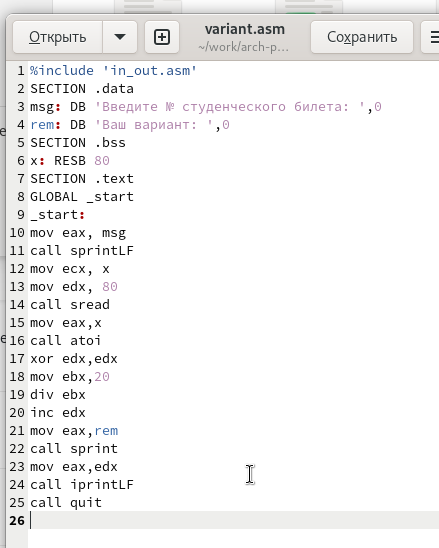 Открыть
variant.asm
~/work/arch-p...
Сохранить
1 %include 'in_out.asm'
2 SECTION .data
3 msg: DB 'Введите № студенческого билета: ',0
4 rem: DB 'Ваш вариант: ',0
5 SECTION .bss
6 x: RESB 80
7 SECTION .text
8 GLOBAL _start
9 _start:
10 mov eax, msg
11 call sprintLF
12 mov ecx, x
13 mov edx, 80
14 call sread
15 mov eax,x
16 call atoi
17 xor edx,edx
18 mov ebx,20
19 div ebx
20 inc edx
21 mov eax,rem
22 call sprint
23 mov eax,edx
24 call iprintLF
25 call quit
26